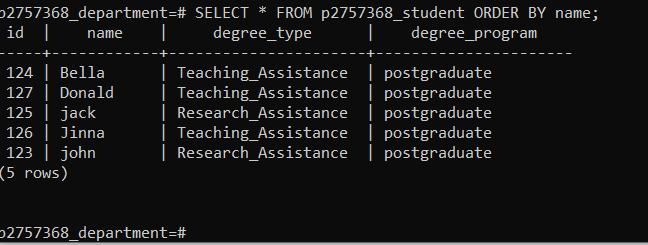 p2757368_department=# SELECT * FROM p2757368_student ORDER BY name;
id | name | degree_type | degree_program
-----+------------+----------------------+----------------------
124 | Bella | Teaching_Assistance | postgraduate
127 | Donald | Teaching_Assistance | postgraduate
125 | jack | Research_Assistance | postgraduate
126 | Jinna | Teaching_Assistance | postgraduate
123 | john | Research_Assistance | postgraduate
(5 rows)
p2757368_department=#